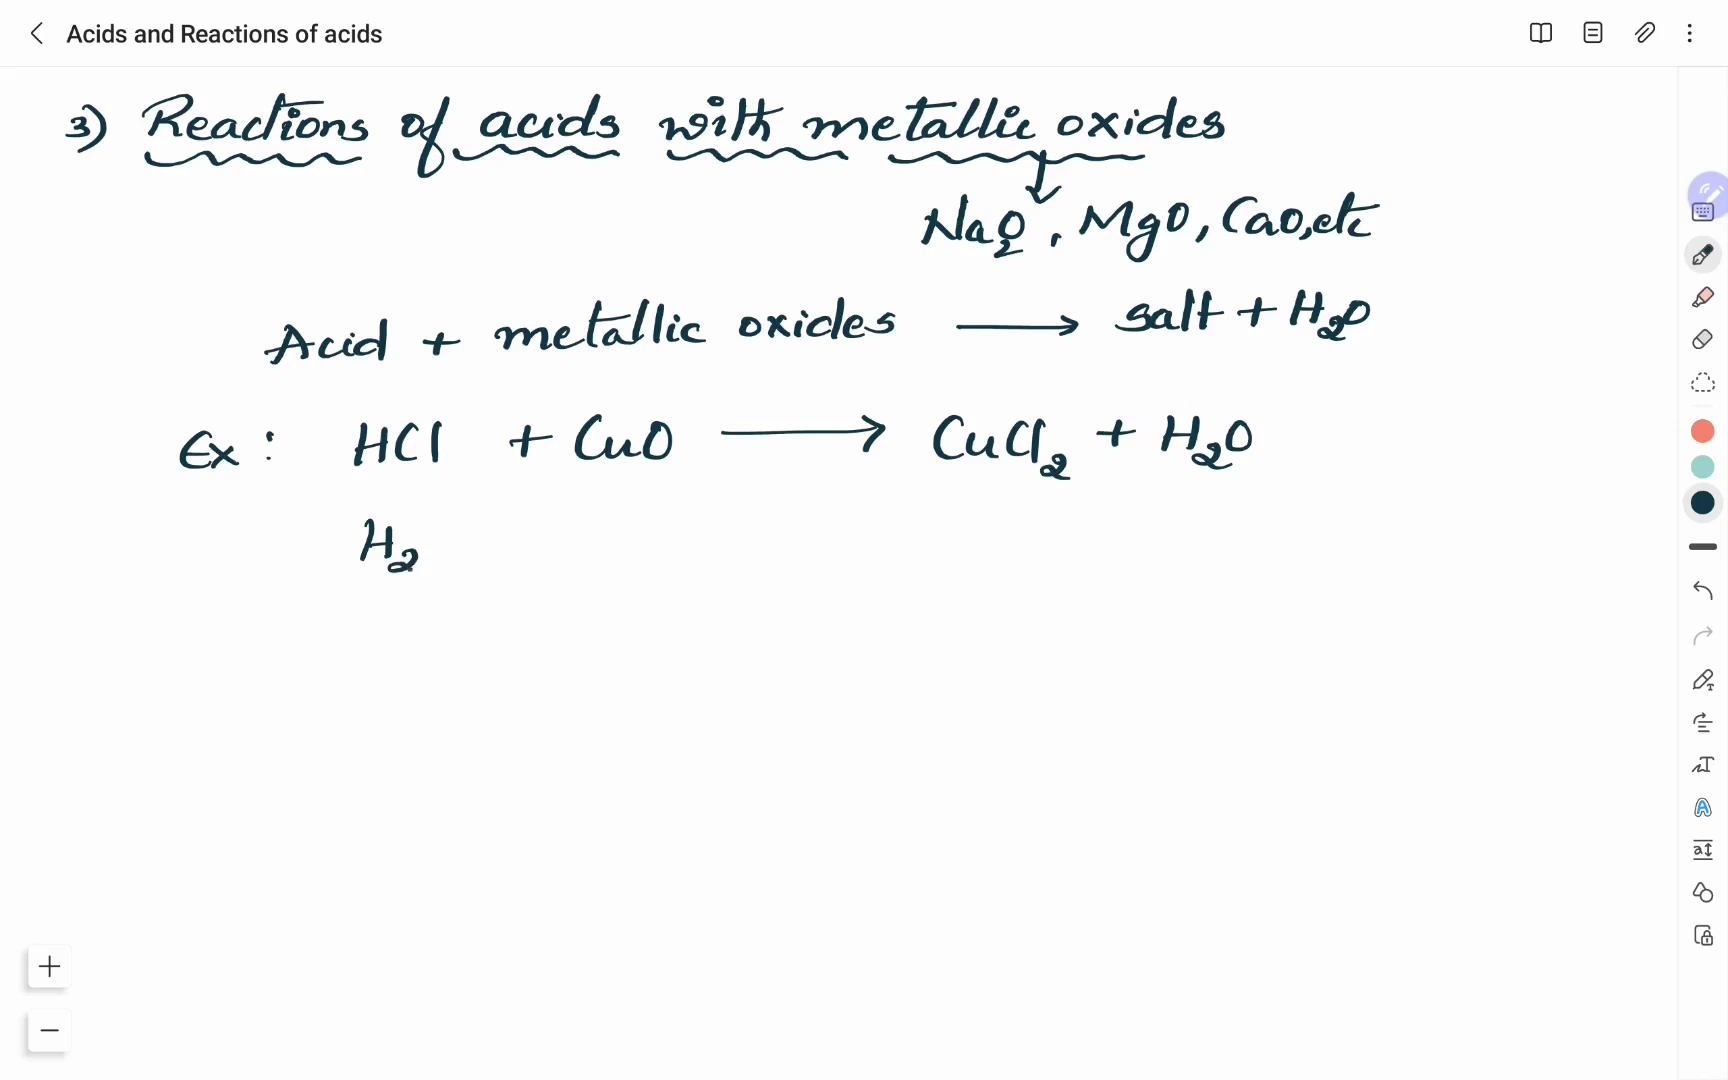 Acids and Reactions of acids
3) Reactions of acids with metallic oxides
Na₂O, MgO, CaO, etc
Acid + metallic oxides ⟶ salt + H₂O
Ex : HCl + CuO ⟶ CuCl₂ + H₂O
H₂